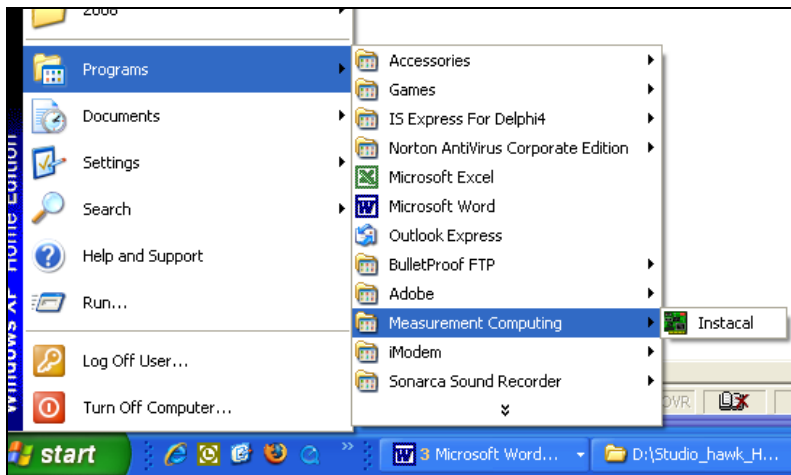 2008
Programs
Documents
Settings
Search
Help and Support
Run...
Log Off User...
Turn Off Computer...
Windows XP Home Edition
Accessories
Games
IS Express For Delphi4
Norton AntiVirus Corporate Edition
Microsoft Excel
Microsoft Word
Outlook Express
BulletProof FTP
Adobe
Measurement Computing
iModem
Sonarca Sound Recorder
Instacal
OVR
start
3 Microsoft Word...
D:\Studio_hawk_H...